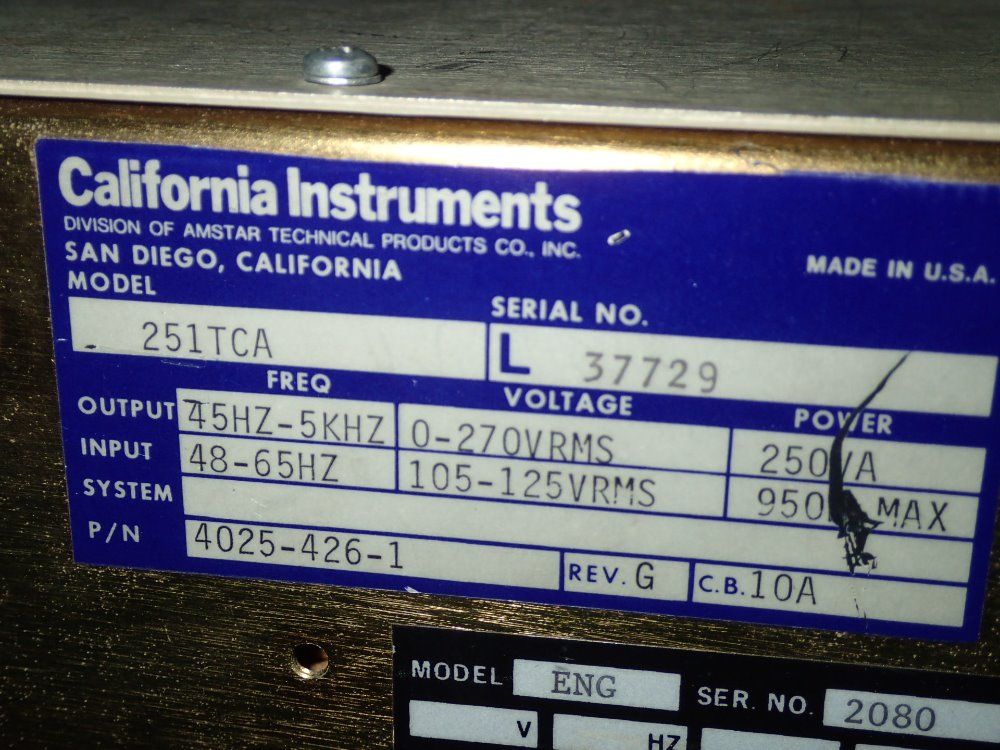 California Instruments
DIVISION OF AMSTAR TECHNICAL PRODUCTS CO., INC.
SAN DIEGO, CALIFORNIA
MADE IN U.S.A.
MODEL
251TCA
SERIAL NO.
L 37729
FREQ VOLTAGE POWER
OUTPUT 45HZ-5KHZ 0-270VRMS 250VA
INPUT 48-65HZ 105-125VRMS 950 MAX
SYSTEM
P/N 4025-426-1 REV. G C.B. 10A
MODEL ENG SER. NO. 2080
V HZ